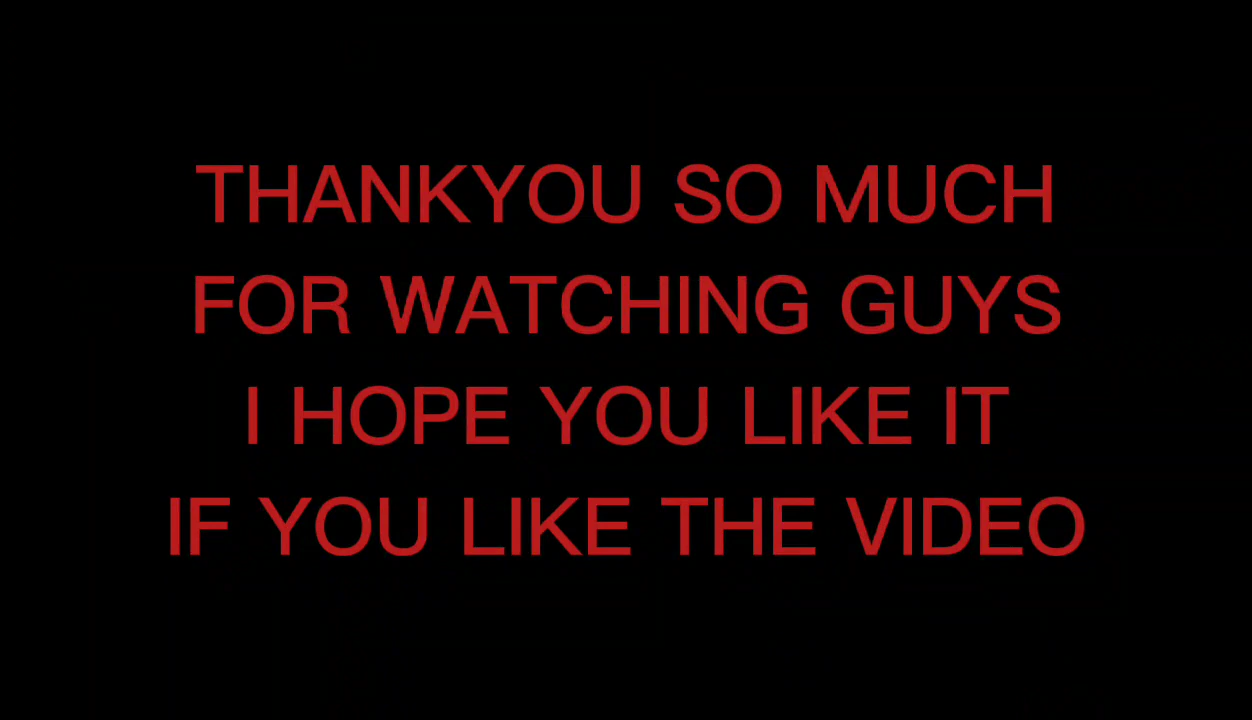 THANKYOU SO MUCH
FOR WATCHING GUYS
I HOPE YOU LIKE IT
IF YOU LIKE THE VIDEO